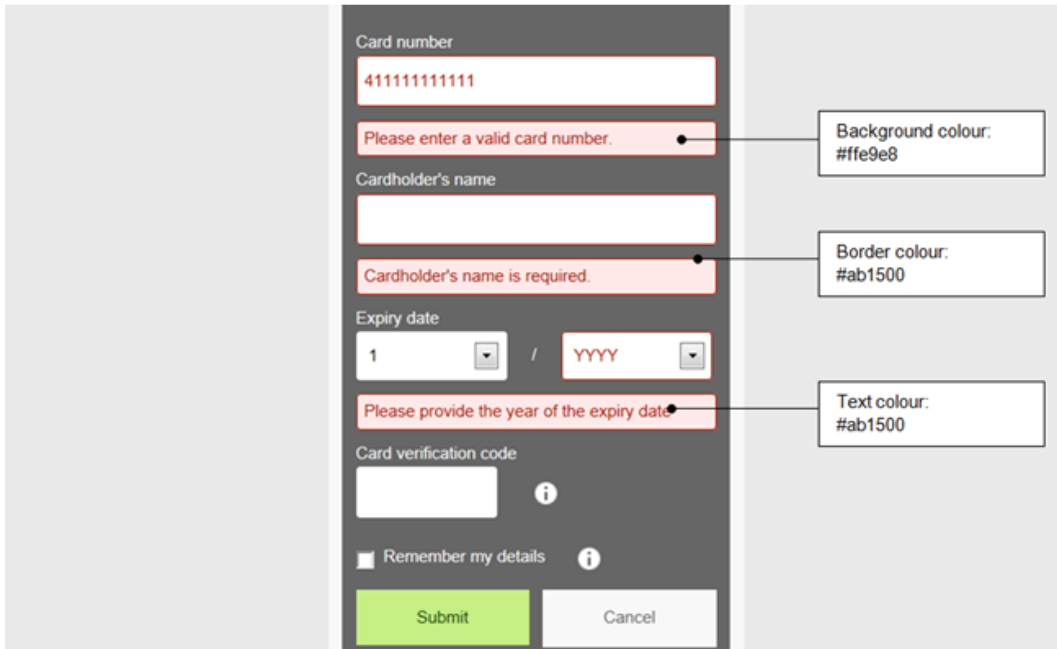 Card number
411111111111
Please enter a valid card number.
Background colour:
#ffe9e8
Cardholder's name
Border colour:
#ab1500
Cardholder's name is required.
Expiry date
1 / YYYY
Please provide the year of the expiry date
Text colour:
#ab1500
Card verification code
Remember my details
Submit Cancel